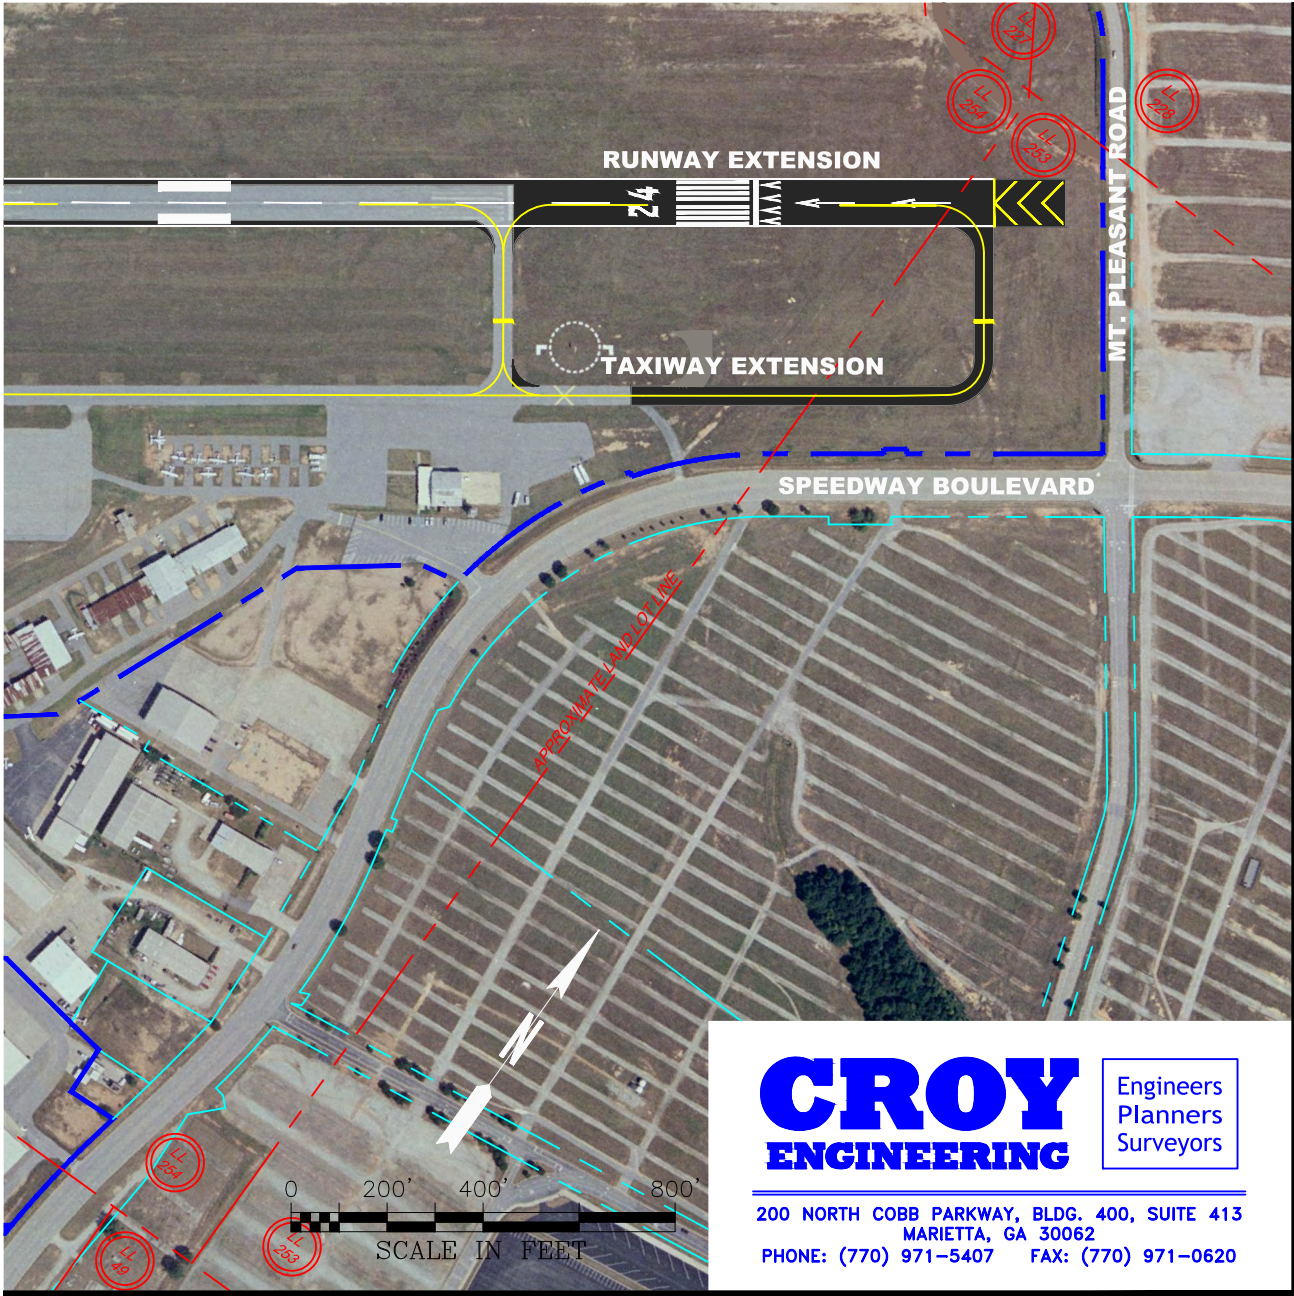 LL
227
LL
254
LL
228
LL
253
RUNWAY EXTENSION
24
MT. PLEASANT ROAD
TAXIWAY EXTENSION
SPEEDWAY BOULEVARD
APPROXIMATE LAND LOT LINE
N
LL
254
LL
253
LL
49
0 200' 400' 800'
SCALE IN FEET
CROY
ENGINEERING
Engineers
Planners
Surveyors
200 NORTH COBB PARKWAY, BLDG. 400, SUITE 413
MARIETTA, GA 30062
PHONE: (770) 971-5407 FAX: (770) 971-0620